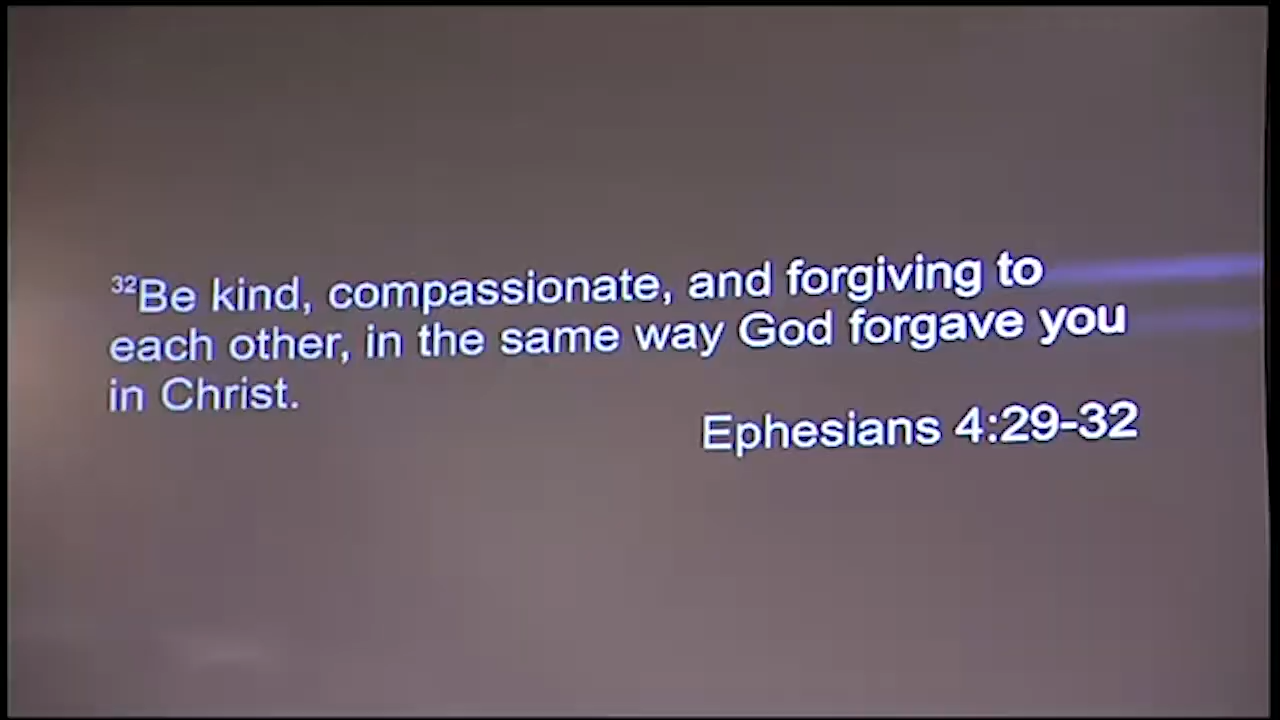 32Be kind, compassionate, and forgiving to
each other, in the same way God forgave you
in Christ.
Ephesians 4:29-32